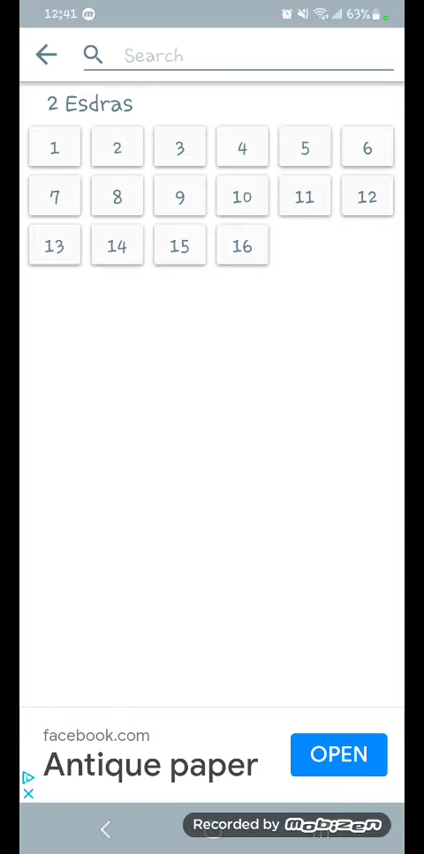 12:41 m 63%
Search
2 Esdras
1 2 3 4 5 6
7 8 9 10 11 12
13 14 15 16
facebook.com
Antique paper
OPEN
Recorded by mobizen